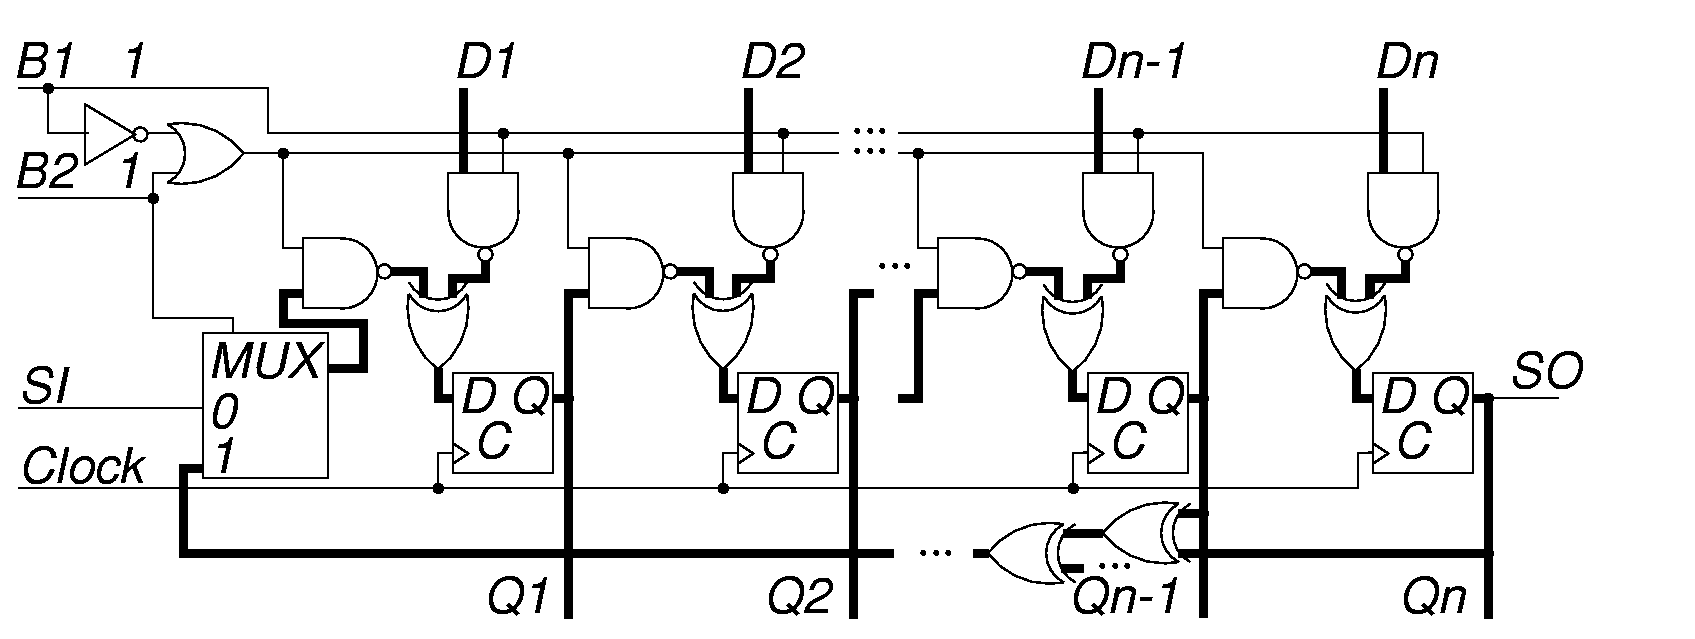 B1 1 D1 D2 Dn-1 Dn
...
...
B2 1
...
MUX
SI 0 D Q D Q D Q D Q SO
C C C C
Clock 1
...
...
Q1 Q2 Qn-1 Qn